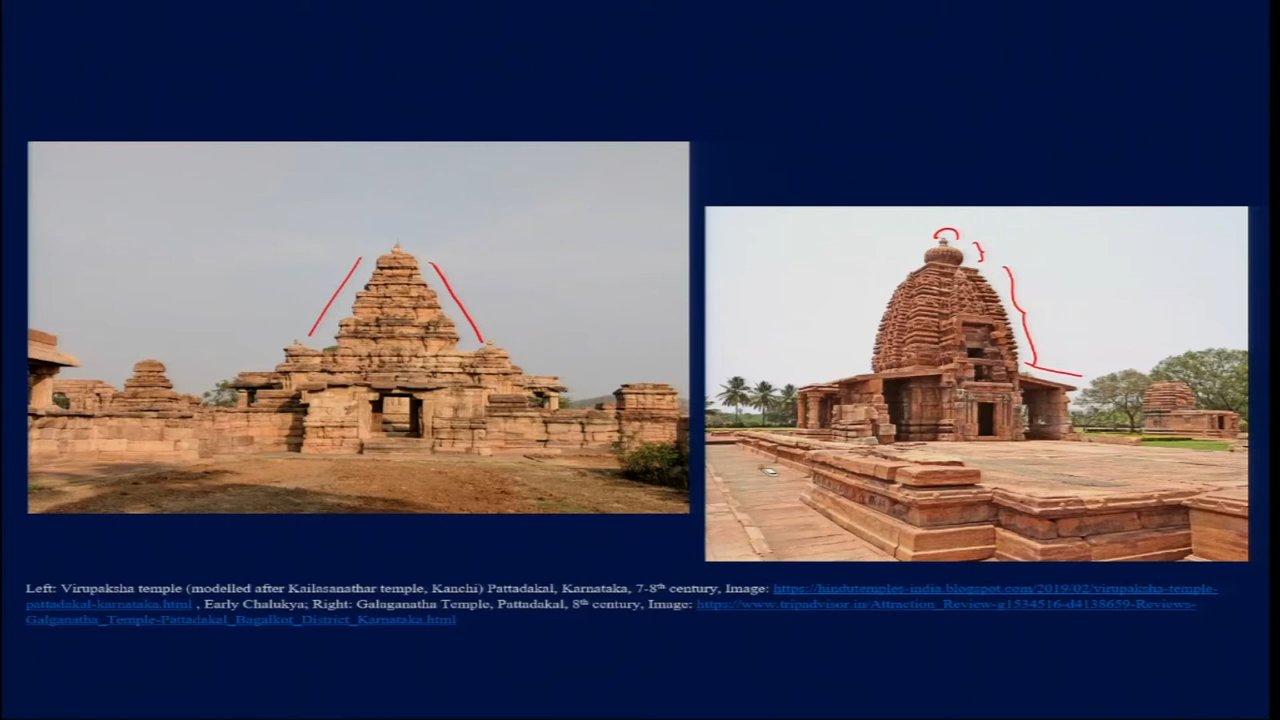 Left: Virupaksha temple (modelled after Kailasanathar temple, Kanchi) Pattadakal, Karnataka, 7-8th century, Image: https://hindutemples-india.blogspot.com/2019/02/virupaksha-temple-
pattadakal-karnataka.html , Early Chalukya; Right: Galaganatha Temple, Pattadakal, 8th century, Image: https://www.tripadvisor.in/Attraction_Review-g1534516-d4138659-Reviews-
Galganatha_Temple-Pattadakal_Bagalkot_District_Karnataka.html